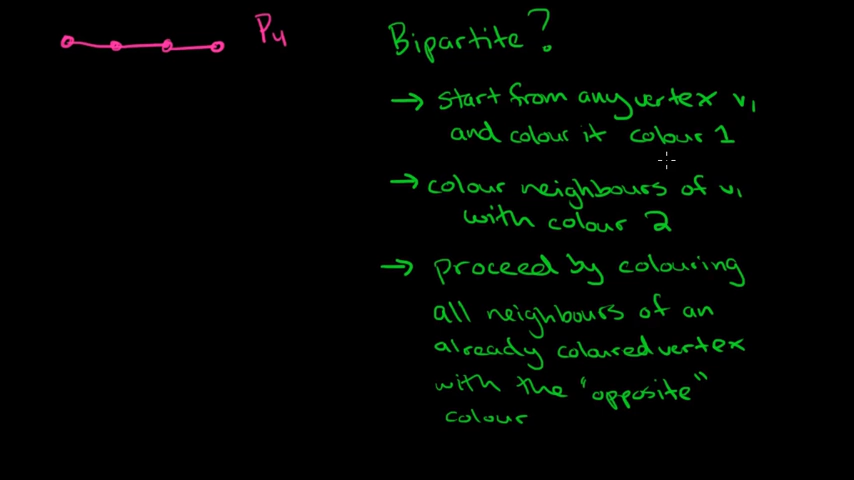 P4
Bipartite?
→ start from any vertex v1
and colour it colour 1
→ colour neighbours of v1
with colour 2
→ proceed by colouring
all neighbours of an
already coloured vertex
with the "opposite"
colour